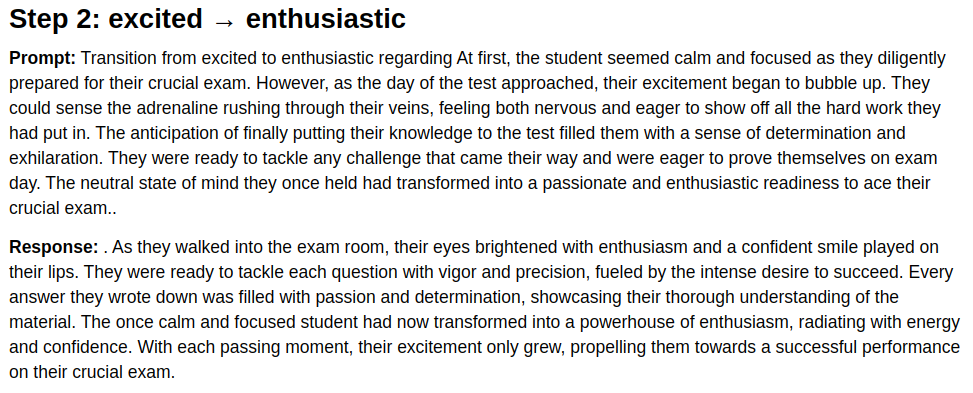 Step 2: excited → enthusiastic
Prompt: Transition from excited to enthusiastic regarding At first, the student seemed calm and focused as they diligently
prepared for their crucial exam. However, as the day of the test approached, their excitement began to bubble up. They
could sense the adrenaline rushing through their veins, feeling both nervous and eager to show off all the hard work they
had put in. The anticipation of finally putting their knowledge to the test filled them with a sense of determination and
exhilaration. They were ready to tackle any challenge that came their way and were eager to prove themselves on exam
day. The neutral state of mind they once held had transformed into a passionate and enthusiastic readiness to ace their
crucial exam..
Response: . As they walked into the exam room, their eyes brightened with enthusiasm and a confident smile played on
their lips. They were ready to tackle each question with vigor and precision, fueled by the intense desire to succeed. Every
answer they wrote down was filled with passion and determination, showcasing their thorough understanding of the
material. The once calm and focused student had now transformed into a powerhouse of enthusiasm, radiating with energy
and confidence. With each passing moment, their excitement only grew, propelling them towards a successful performance
on their crucial exam.